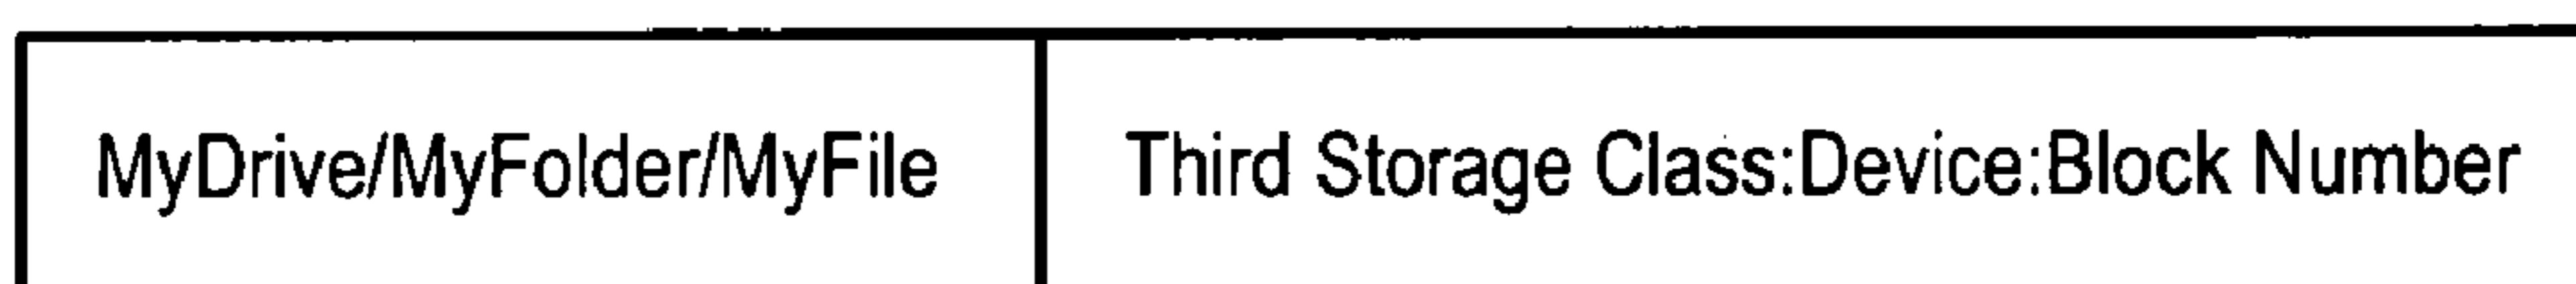 MyDrive/MyFolder/MyFile
Third Storage Class:Device:Block Number